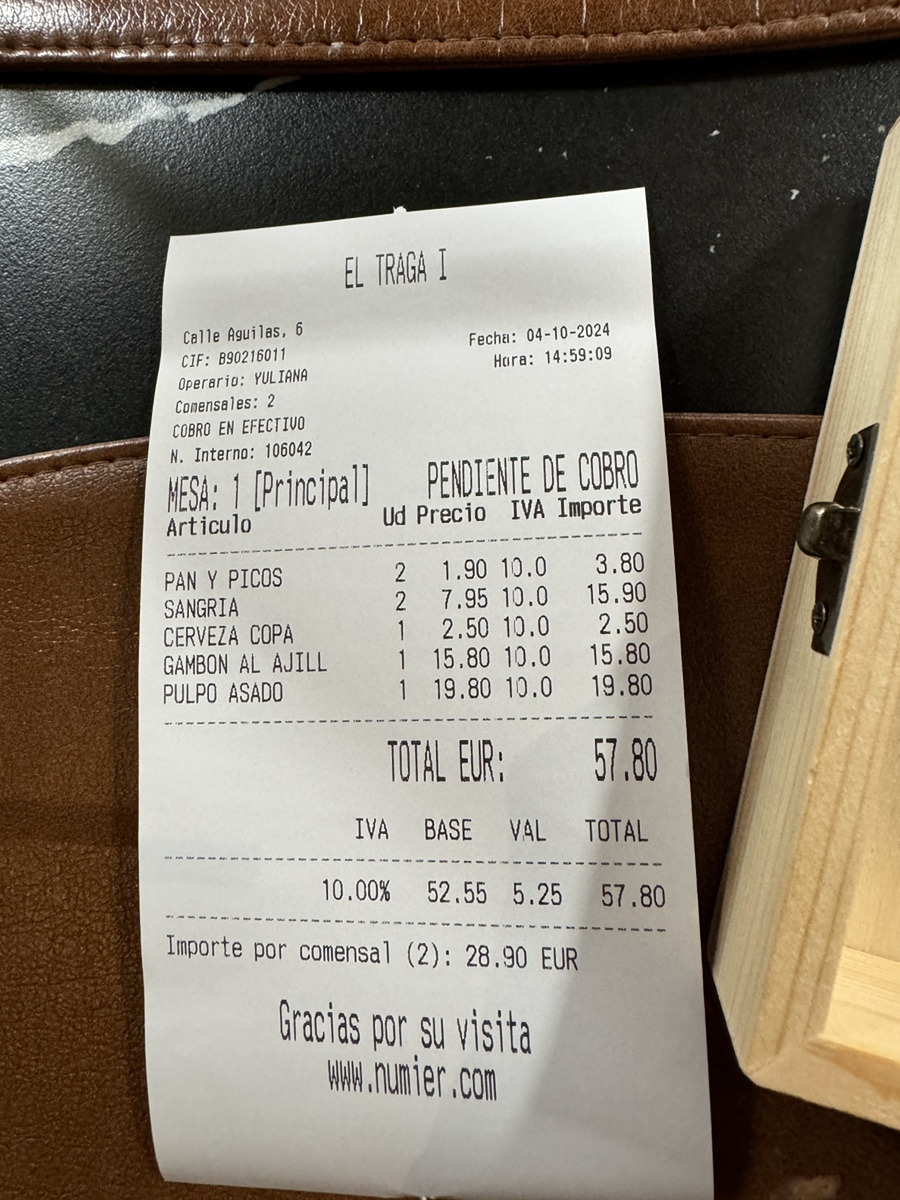 EL TRAGA I
Calle Aguilas, 6
CIF: B90216011
Operario: YULIANA
Comensales: 2
COBRO EN EFECTIVO
N. Interno: 106042
Fecha: 04-10-2024
Hora: 14:59:09
MESA: 1 [Principal] PENDIENTE DE COBRO
Articulo Ud Precio IVA Importe
PAN Y PICOS 2 1.90 10.0 3.80
SANGRIA 2 7.95 10.0 15.90
CERVEZA COPA 1 2.50 10.0 2.50
GAMBON AL AJILL 1 15.80 10.0 15.80
PULPO ASADO 1 19.80 10.0 19.80
TOTAL EUR: 57.80
IVA BASE VAL TOTAL
10.00% 52.55 5.25 57.80
Importe por comensal (2): 28.90 EUR
Gracias por su visita
www.numier.com